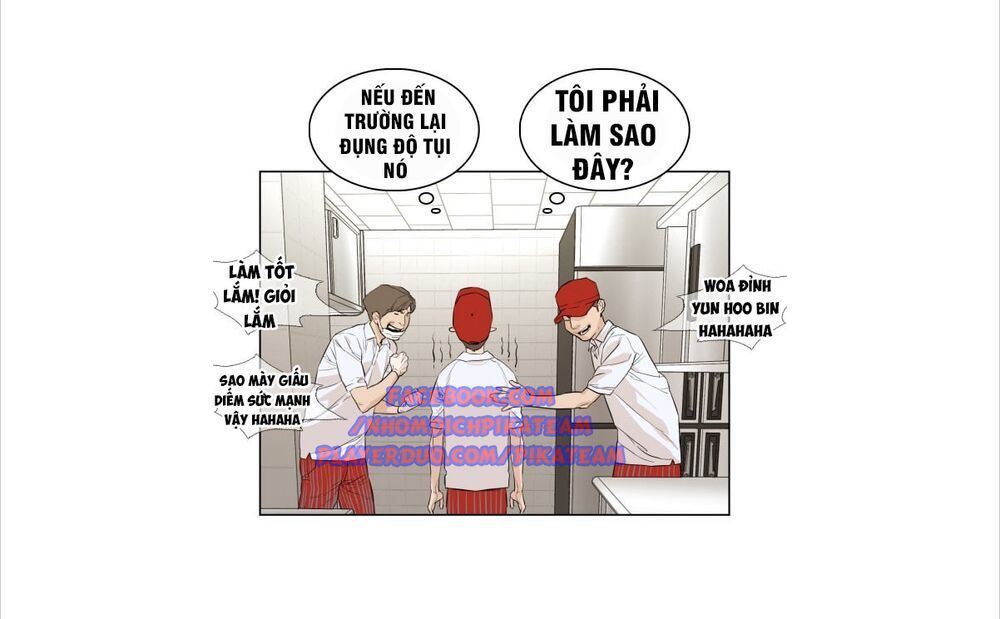 NẾU ĐẾN
TRƯỜNG LẠI
ĐỤNG ĐỘ TỤI
NÓ
TÔI PHẢI
LÀM SAO
ĐÂY?
LÀM TỐT
LẮM! GIỎI
LẮM
WOA ĐỈNH
YUN HOO BIN
HAHAHAHA
SAO MÀY GIẤU
DIẾM SỨC MẠNH
VẬY HAHAHA
FACEBOOK.COM
/NHOMDICHPIKATEAM
PLAYERDUO.COM/PIKATEAM